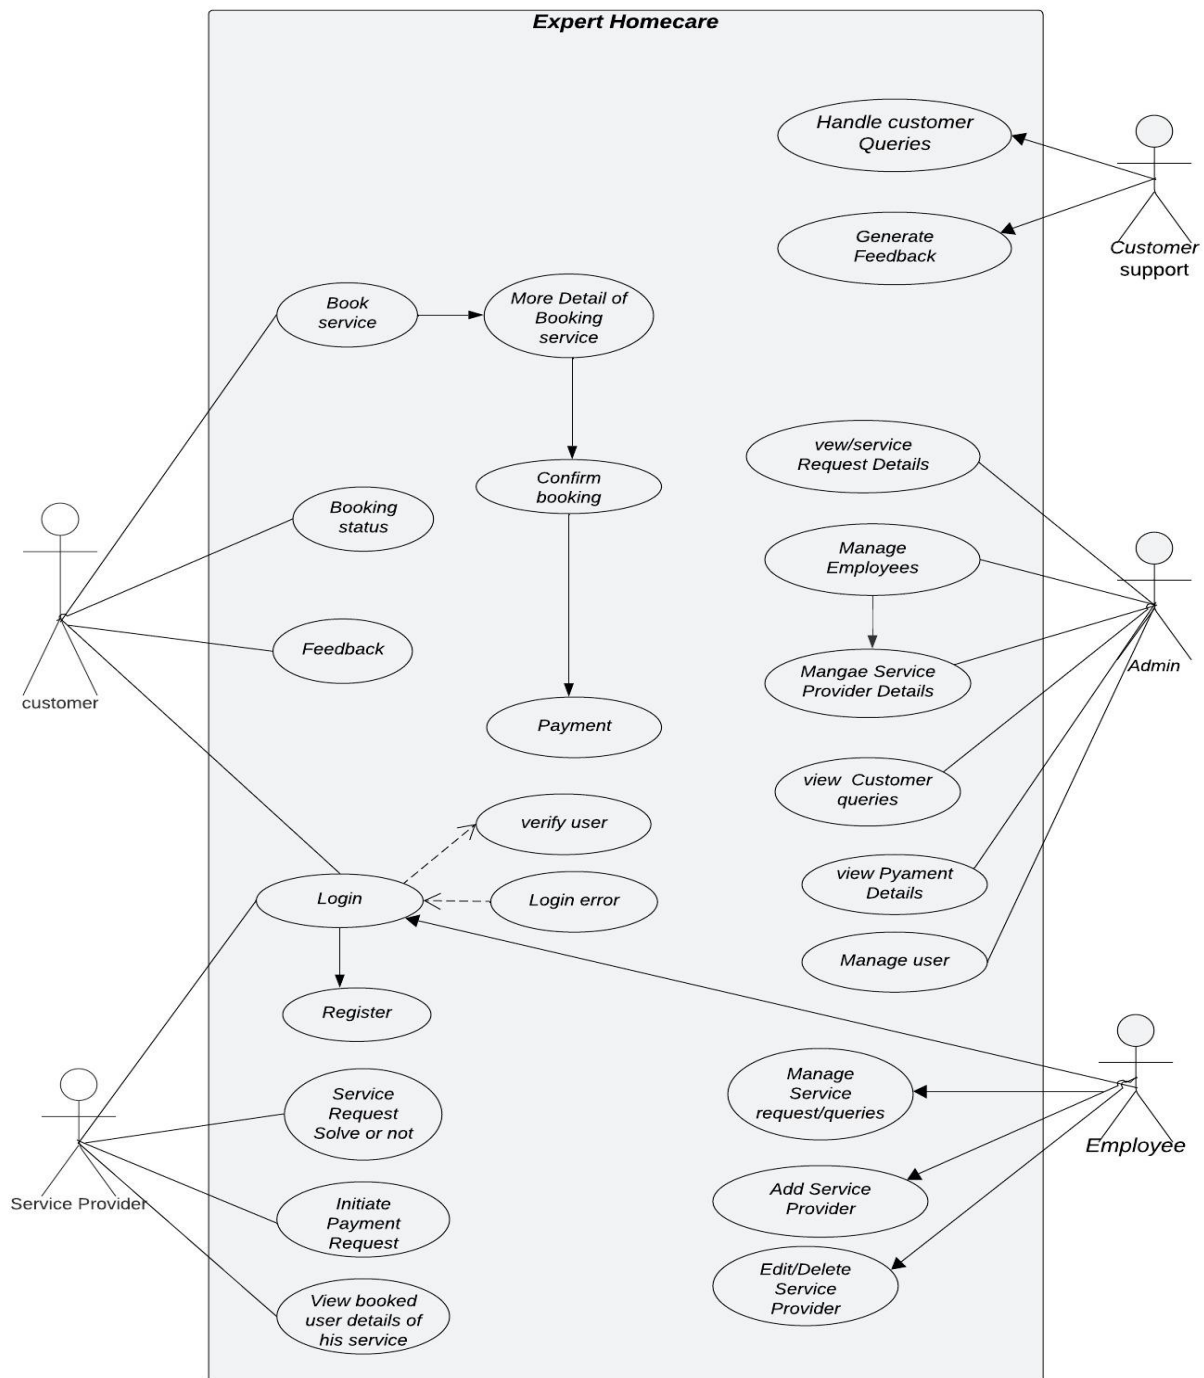 Expert Homecare
Handle customer
Queries
Generate
Feedback
Customer
support
Book
service
More Detail of
Booking
service
vew/service
Request Details
Confirm
booking
Booking
status
Manage
Employees
Feedback
customer
Mangae Service
Provider Details
Admin
Payment
view Customer
queries
verify user
view Pyament
Details
Login
Login error
Manage user
Register
Manage
Service
request/queries
Employee
Service
Request
Solve or not
Service Provider
Add Service
Provider
Initiate
Payment
Request
Edit/Delete
Service
Provider
View booked
user details of
his service